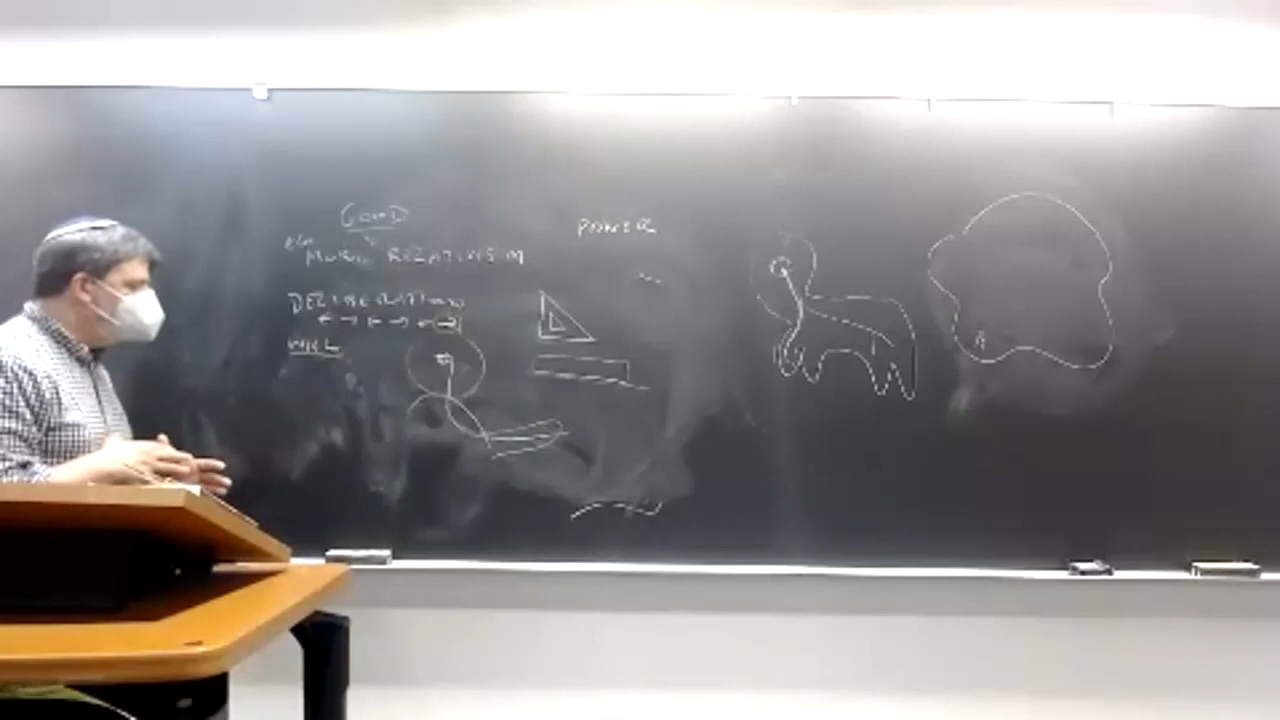 GOOD
MORAL RELATIVISM
DELIBERATION
WILL
POWER